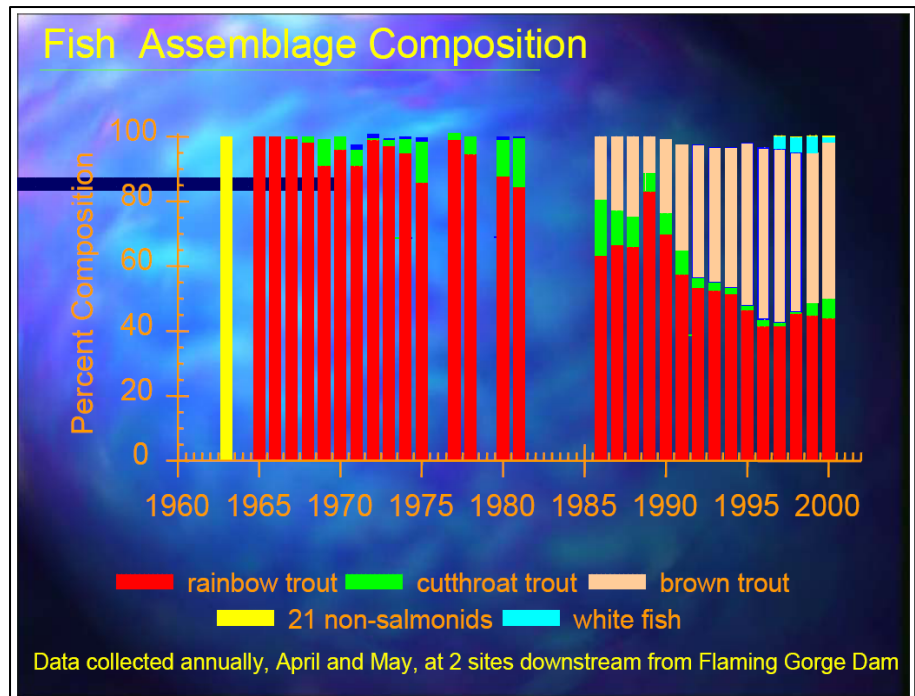 Fish Assemblage Composition
Percent Composition
100
80
60
40
20
0
1960 1965 1970 1975 1980 1985 1990 1995 2000
rainbow trout cutthroat trout brown trout
21 non-salmonids white fish
Data collected annually, April and May, at 2 sites downstream from Flaming Gorge Dam